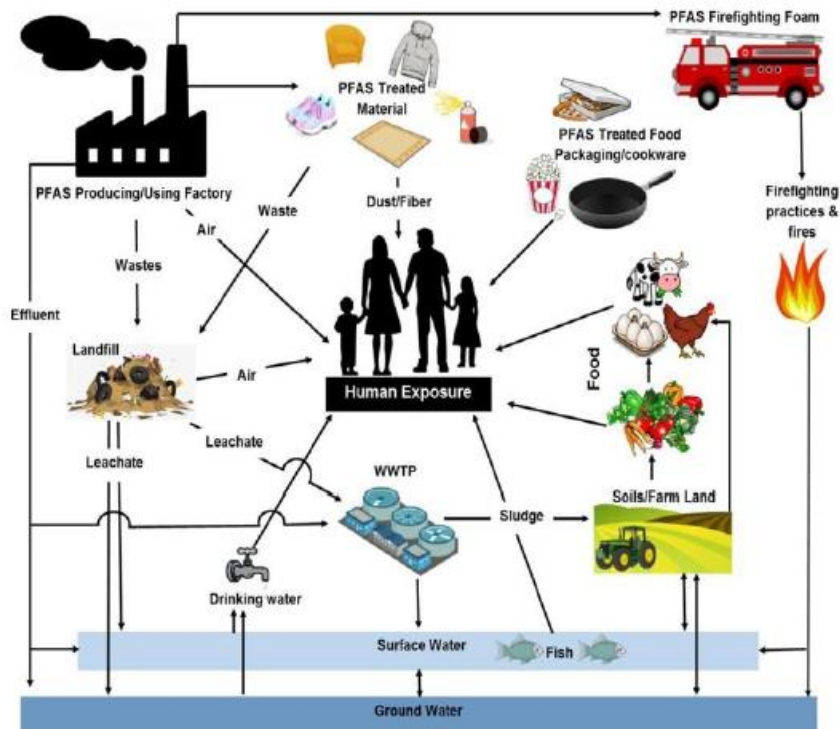 PFAS Firefighting Foam
PFAS Treated
Material
PFAS Treated Food
Packaging/cookware
PFAS Producing/Using Factory
Dust/Fiber
Firefighting
practices &
fires
Waste
Air
Wastes
Effluent
Landfill
Air
Food
Human Exposure
Leachate
Leachate
WWTP
Soils/Farm Land
Sludge
Drinking water
Surface Water
Fish
Ground Water